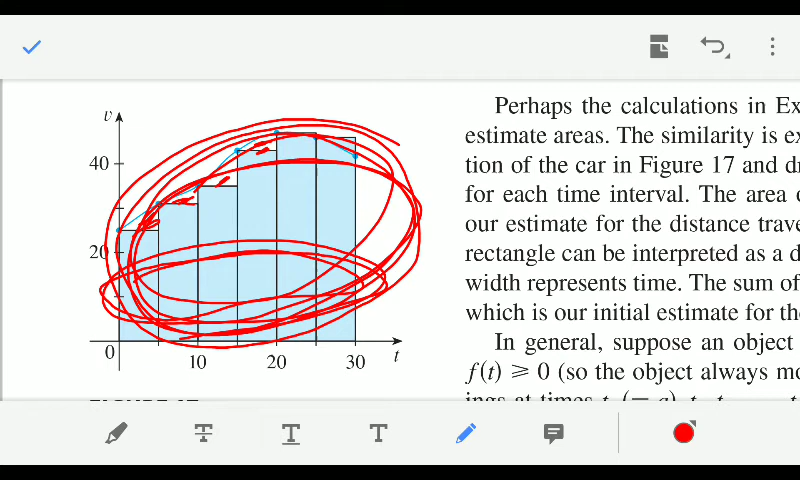 v
40
20
0
10
20
30
t
Perhaps the calculations in Ex
estimate areas. The similarity is ex
tion of the car in Figure 17 and dr
for each time interval. The area o
our estimate for the distance trave
rectangle can be interpreted as a d
width represents time. The sum of
which is our initial estimate for the
In general, suppose an object
f(t) ⩾ 0 (so the object always mo